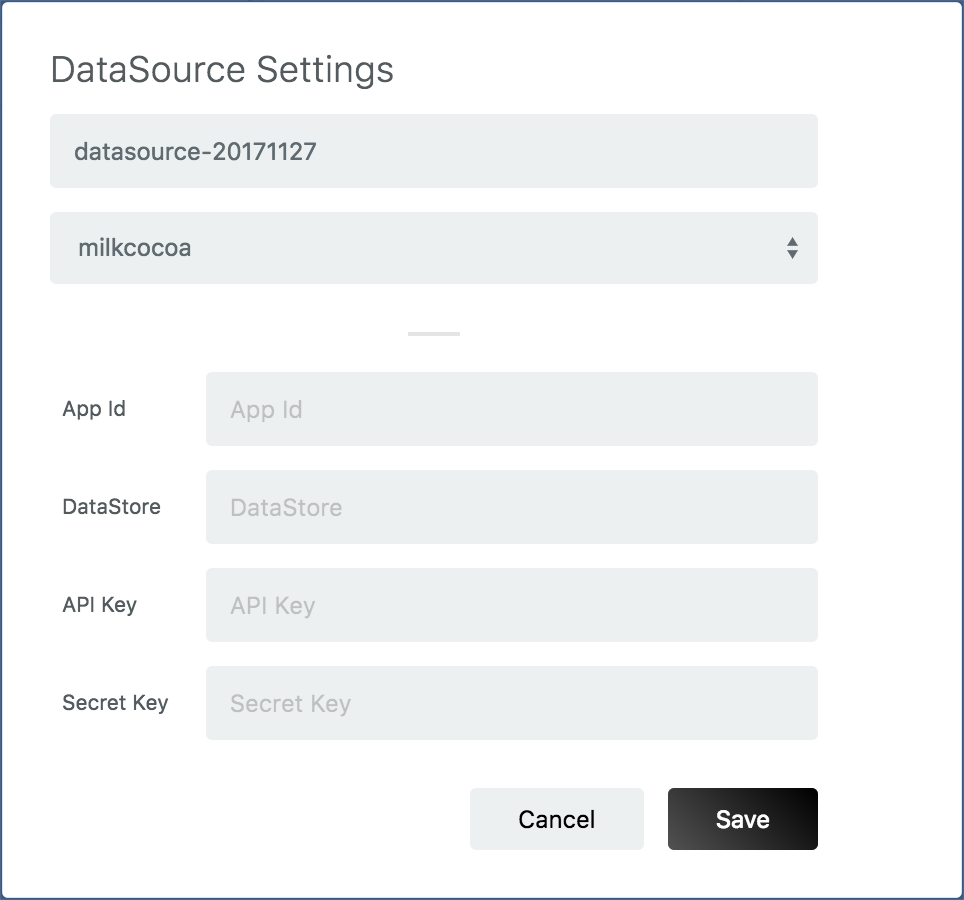 DataSource Settings
datasource-20171127
milkcocoa
App Id
App Id
DataStore
DataStore
API Key
API Key
Secret Key
Secret Key
Cancel
Save